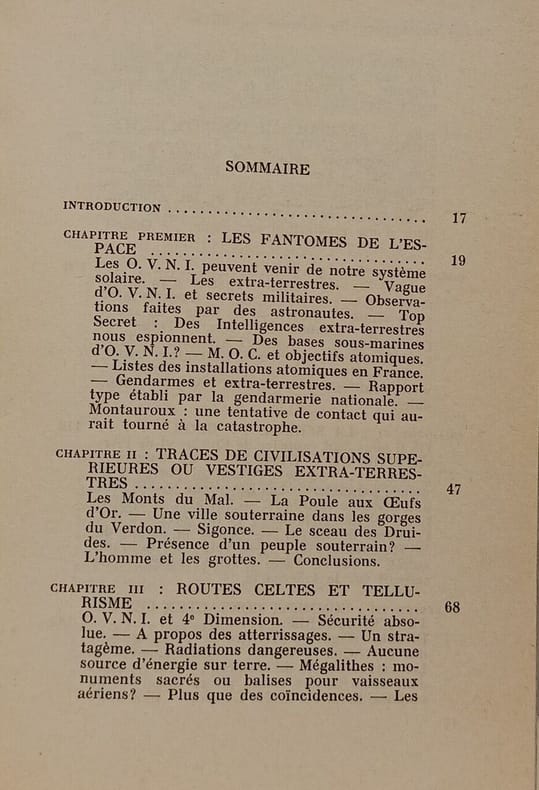 SOMMAIRE
INTRODUCTION ................................ 17
CHAPITRE PREMIER : LES FANTOMES DE L'ES-
PACE ................................ 19
Les O. V. N. I. peuvent venir de notre système
solaire. — Les extra-terrestres. — Vague
d'O. V. N. I. et secrets militaires. — Observa-
tions faites par des astronautes. — Top
Secret : Des Intelligences extra-terrestres
nous espionnent. — Des bases sous-marines
d'O. V. N. I.? — M. O. C. et objectifs atomiques.
— Listes des installations atomiques en France.
— Gendarmes et extra-terrestres. — Rapport
type établi par la gendarmerie nationale. —
Montauroux : une tentative de contact qui au-
rait tourné à la catastrophe.
CHAPITRE II : TRACES DE CIVILISATIONS SUPE-
RIEURES OU VESTIGES EXTRA-TERRES-
TRES ................................ 47
Les Monts du Mal. — La Poule aux Œufs
d'Or. — Une ville souterraine dans les gorges
du Verdon. — Sigonce. — Le sceau des Drui-
des. — Présence d'un peuple souterrain? —
L'homme et les grottes. — Conclusions.
CHAPITRE III : ROUTES CELTES ET TELLU-
RISME ................................ 68
O. V. N. I. et 4e Dimension. — Sécurité abso-
lue. — A propos des atterrissages. — Un stra-
tagème. — Radiations dangereuses. — Aucune
source d'énergie sur terre. — Mégalithes : mo-
numents sacrés ou balises pour vaisseaux
aériens? — Plus que des coïncidences. — Les